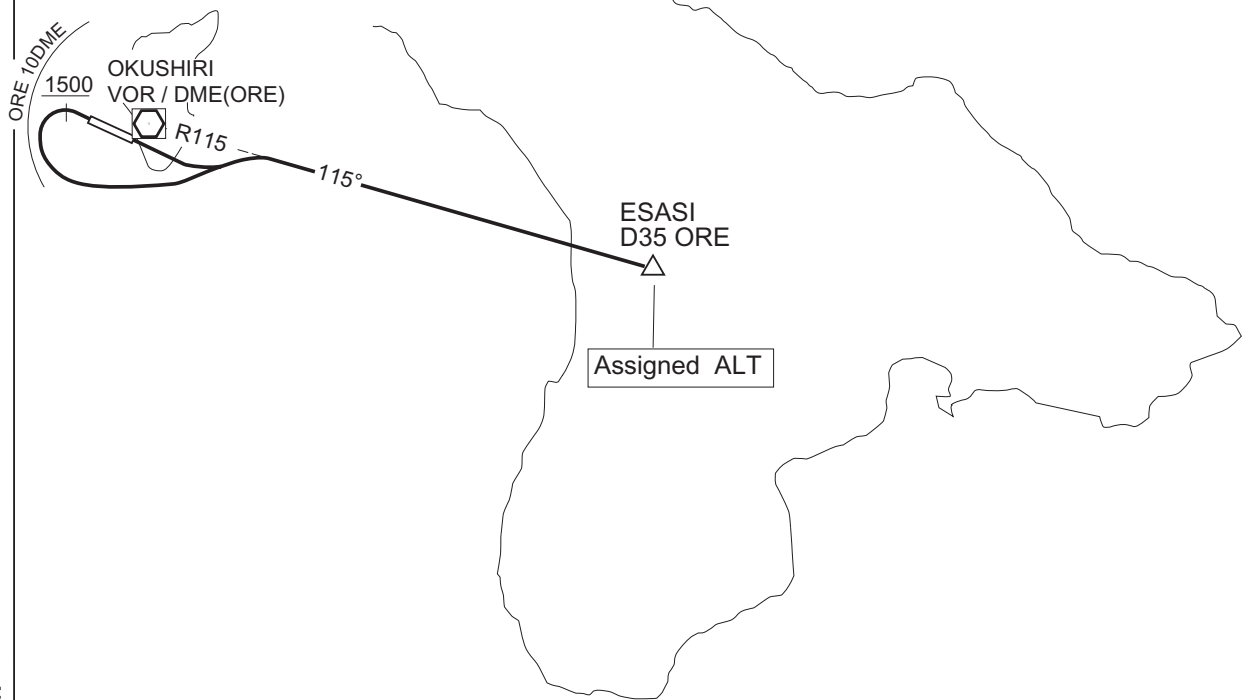 ORE 10DME
1500
OKUSHIRI
VOR / DME(ORE)
R115
115°
ESASI
D35 ORE
Assigned ALT